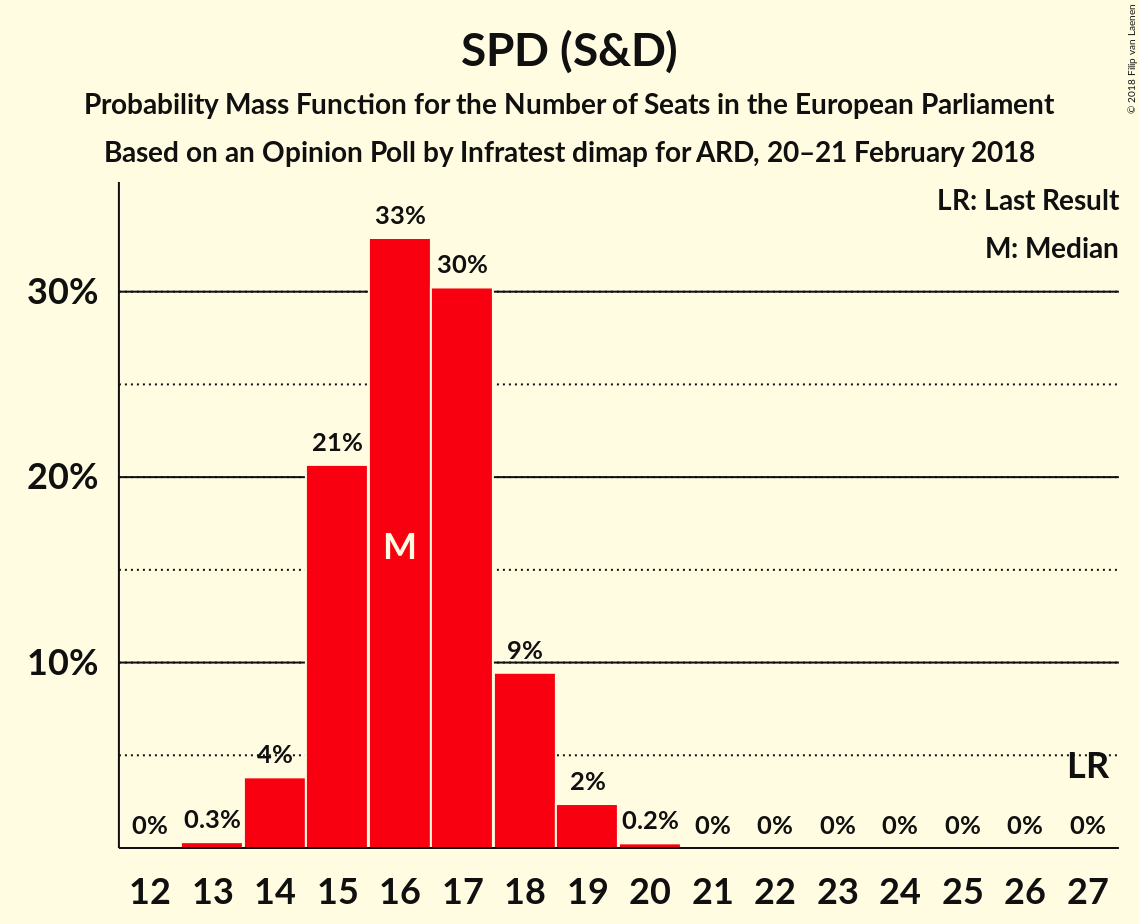 SPD (S&D)
Probability Mass Function for the Number of Seats in the European Parliament
Based on an Opinion Poll by Infratest dimap for ARD, 20–21 February 2018
© 2018 Filip van Laenen
LR: Last Result
M: Median
33%
30%
30%
21%
20%
M
9%
10%
4%
LR
2%
0%
0.3%
0.2%
0%
0%
0%
0%
0%
0%
0%
12 13 14 15 16 17 18 19 20 21 22 23 24 25 26 27